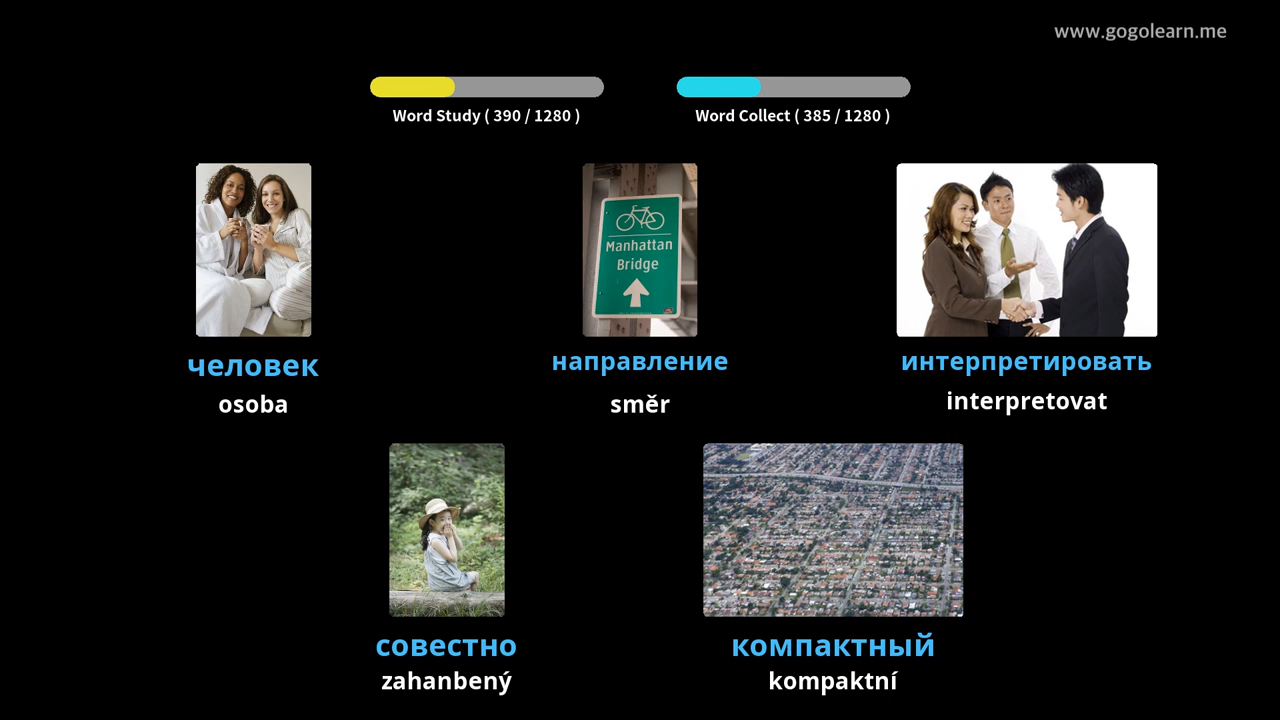 www.gogolearn.me
Word Study ( 390 / 1280 )
Word Collect ( 385 / 1280 )
Manhattan
Bridge
человек
osoba
направление
směr
интерпретировать
interpretovat
совестно
zahanbený
компактный
kompaktní